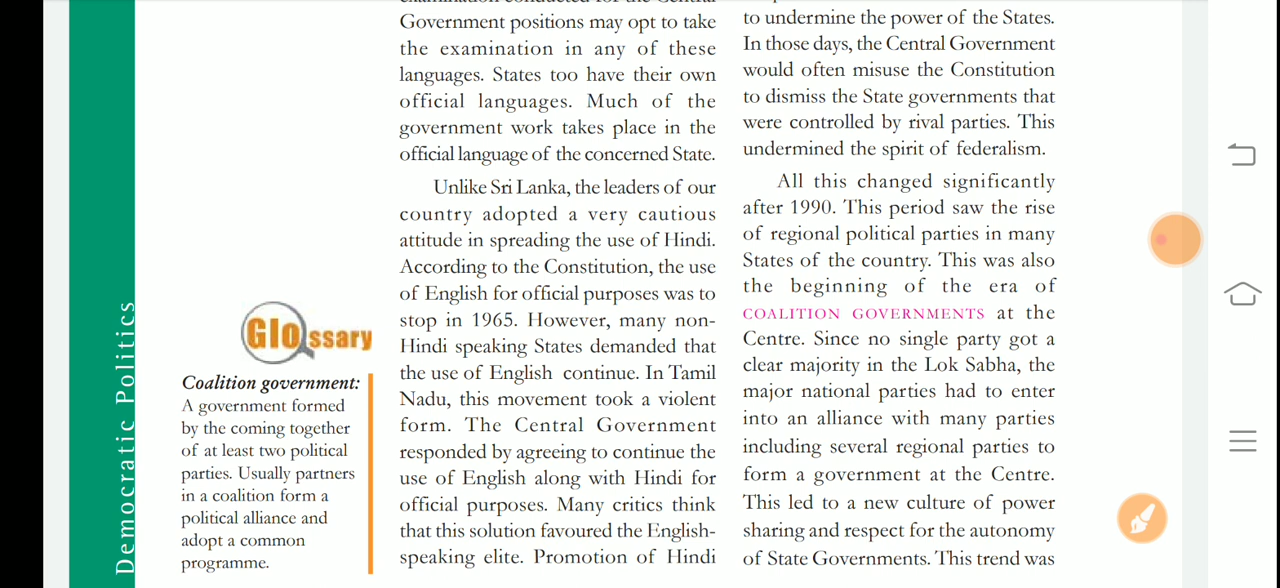 Democratic Politics
Glossary
Coalition government:
A government formed
by the coming together
of at least two political
parties. Usually partners
in a coalition form a
political alliance and
adopt a common
programme.
Government positions may opt to take
the examination in any of these
languages. States too have their own
official languages. Much of the
government work takes place in the
official language of the concerned State.
Unlike Sri Lanka, the leaders of our
country adopted a very cautious
attitude in spreading the use of Hindi.
According to the Constitution, the use
of English for official purposes was to
stop in 1965. However, many non-
Hindi speaking States demanded that
the use of English continue. In Tamil
Nadu, this movement took a violent
form. The Central Government
responded by agreeing to continue the
use of English along with Hindi for
official purposes. Many critics think
that this solution favoured the English-
speaking elite. Promotion of Hindi
to undermine the power of the States.
In those days, the Central Government
would often misuse the Constitution
to dismiss the State governments that
were controlled by rival parties. This
undermined the spirit of federalism.
All this changed significantly
after 1990. This period saw the rise
of regional political parties in many
States of the country. This was also
the beginning of the era of
COALITION GOVERNMENTS at the
Centre. Since no single party got a
clear majority in the Lok Sabha, the
major national parties had to enter
into an alliance with many parties
including several regional parties to
form a government at the Centre.
This led to a new culture of power
sharing and respect for the autonomy
of State Governments. This trend was